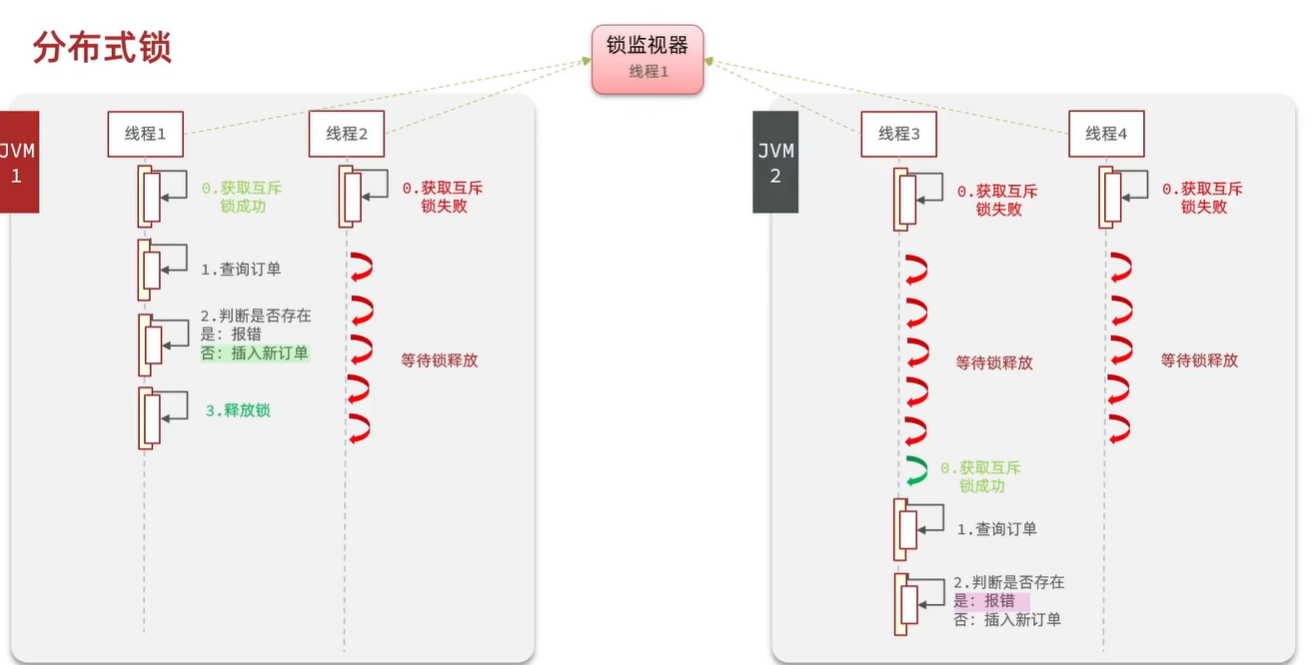 分布式锁
锁监视器
线程1
JVM
1
线程1
线程2
0.获取互斥
锁成功
0.获取互斥
锁失败
1.查询订单
2.判断是否存在
是：报错
否：插入新订单
等待锁释放
3.释放锁
JVM
2
线程3
线程4
0.获取互斥
锁失败
0.获取互斥
锁失败
等待锁释放
等待锁释放
0.获取互斥
锁成功
1.查询订单
2.判断是否存在
是：报错
否：插入新订单